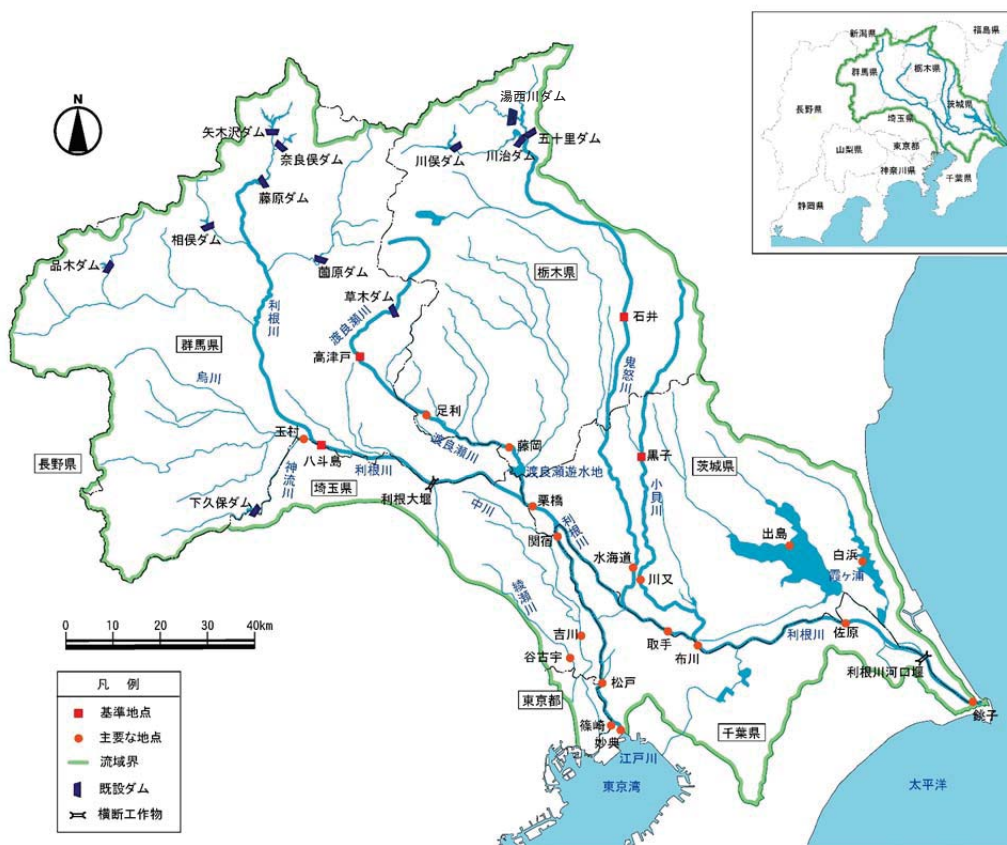 N
矢木沢ダム
奈良俣ダム
藤原ダム
相俣ダム
品木ダム
薗原ダム
草木ダム
川俣ダム
湯西川ダム
五十里ダム
川治ダム
栃木県
群馬県
利根川
渡良瀬川
高津戸
石井
鬼怒川
烏川
足利
渡良瀬川
藤岡
渡良瀬遊水地
黒子
小貝川
茨城県
玉村
八斗島
利根川
神流川
埼玉県
長野県
下久保ダム
利根大堰
中川
栗橋
利根川
関宿
水海道
川又
出島
白浜
霞ヶ浦
綾瀬川
吉川
谷古宇
取手
布川
利根川
佐原
利根川河口堰
銚子
松戸
東京都
篠崎
妙典
江戸川
千葉県
東京湾
太平洋
0 10 20 30 40km
凡 例
基準地点
主要な地点
流域界
既設ダム
横断工作物
新潟県
福島県
群馬県
栃木県
長野県
茨城県
埼玉県
山梨県
東京都
神奈川県
千葉県
静岡県